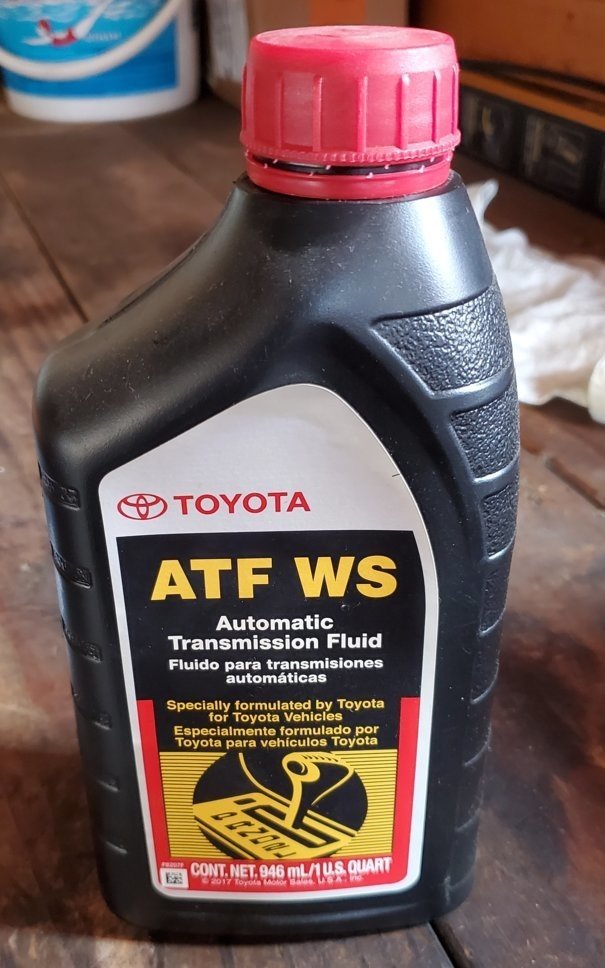 TOYOTA
ATF WS
Automatic
Transmission Fluid
Fluido para transmisiones
automáticas
Specially formulated by Toyota
for Toyota Vehicles
Especialmente formulado por
Toyota para vehículos Toyota
CONT. NET. 946 mL/1 U.S. QUART
© 2017 Toyota Motor Sales, U.S.A., Inc.